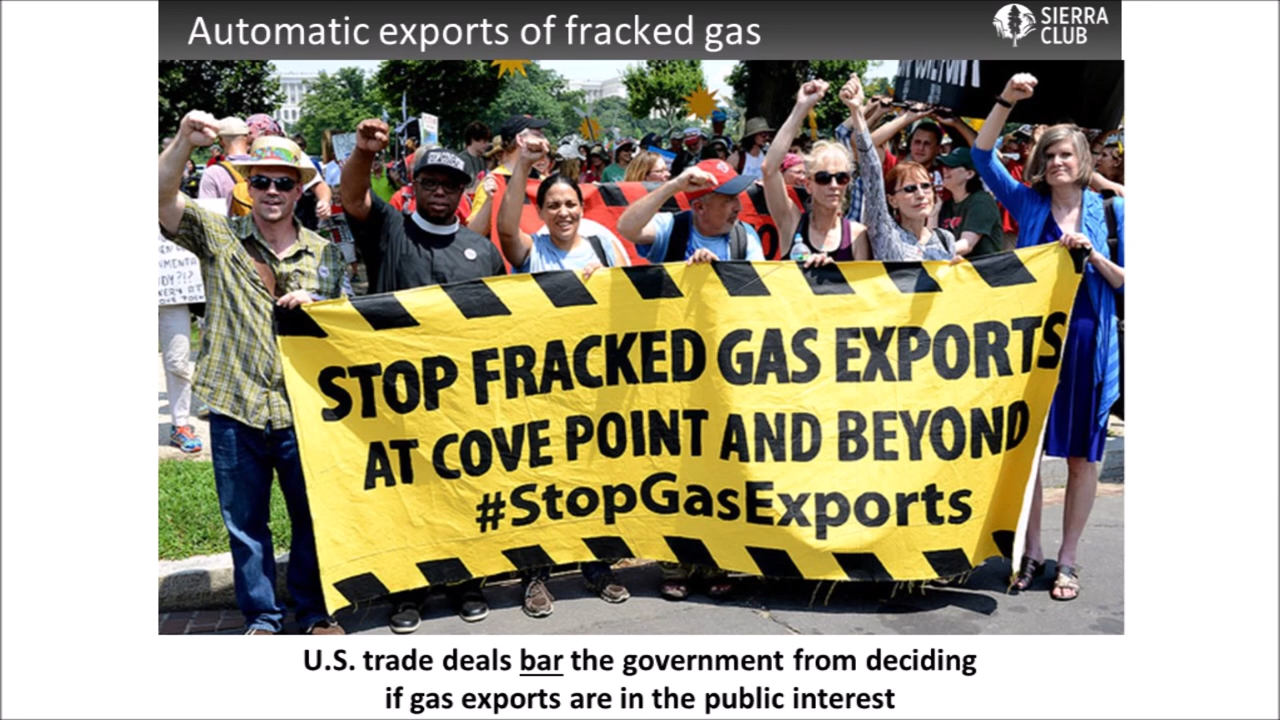 Automatic exports of fracked gas
SIERRA
CLUB
STOP FRACKED GAS EXPORTS
AT COVE POINT AND BEYOND
#StopGasExports
U.S. trade deals bar the government from deciding
if gas exports are in the public interest